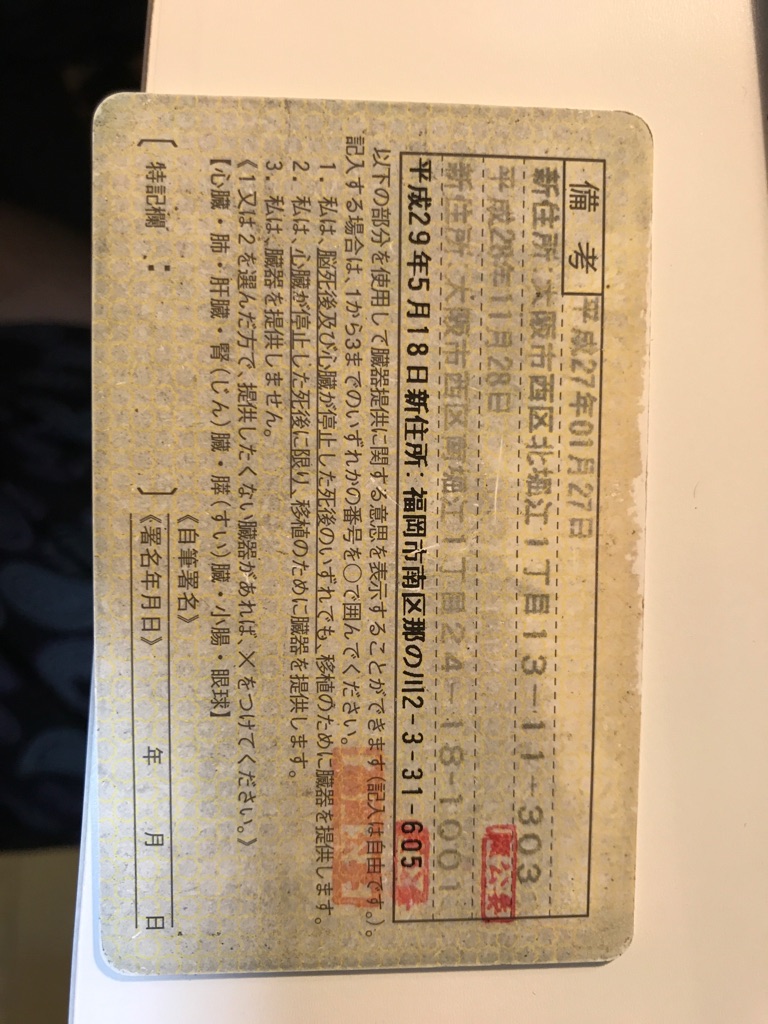 備考
平成27年01月27日
新住所:大阪市西区北堀江1丁目13-11-303
平成28年11月28日
新住所 大阪市西区南堀江1丁目24-18-1001
平成29年5月18日新住所:福岡市南区那の川2-3-31-605
以下の部分を使用して臓器提供に関する意思を表示することができます(記入は自由です。)。
記入する場合は、1から3までのいずれかの番号を○で囲んでください。
1. 私は、脳死後及び心臓が停止した死後のいずれでも、移植のために臓器を提供します。
2. 私は、心臓が停止した死後に限り、移植のために臓器を提供します。
3. 私は、臓器を提供しません。
《1又は2を選んだ方で、提供したくない臓器があれば、×をつけてください。》
【心臓・肺・肝臓・腎(じん)臓・膵(すい)臓・小腸・眼球】
〔特記欄: 〕
《自筆署名》
《署名年月日》 年 月 日